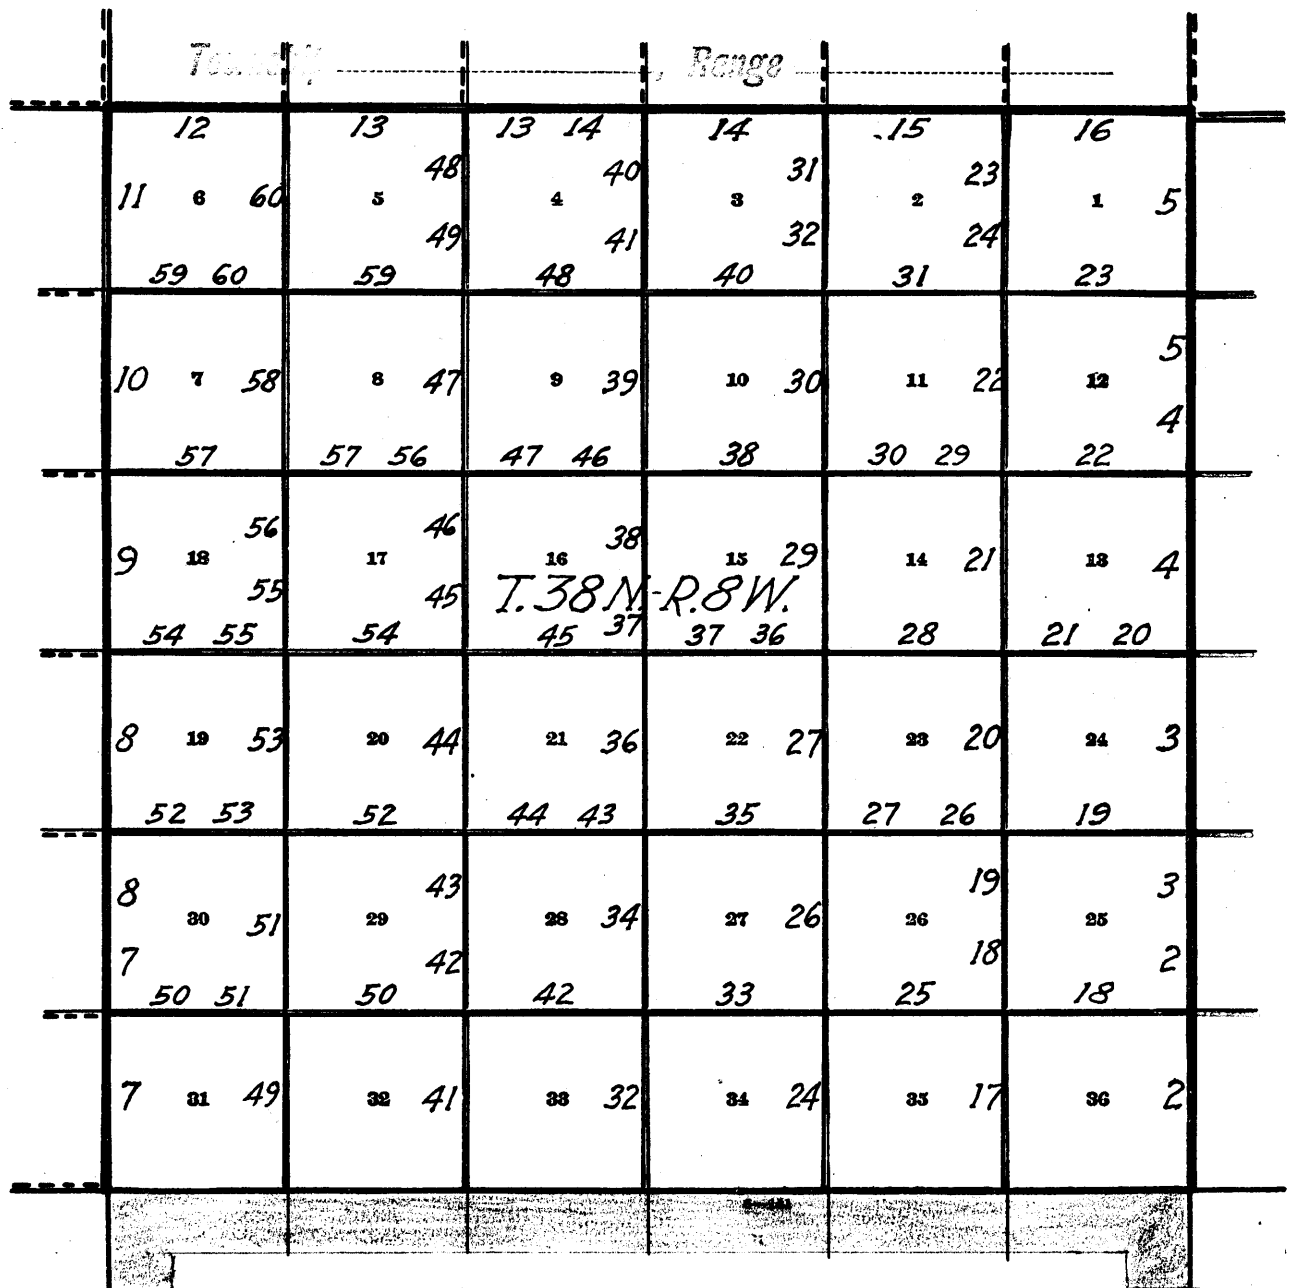 Township , Range
12 13 13 14 14 15 16
48 40 31 23
11 6 60 5 4 3 2 1 5
49 41 32 24
59 60 59 48 40 31 23
5
10 7 58 8 47 9 39 10 30 11 22 12
4
57 57 56 47 46 38 30 29 22
56 46 38
9 18 17 16 15 29 14 21 13 4
55 45 T.38N.-R.8W.
54 55 54 45 37 37 36 28 21 20
8 19 53 20 44 21 36 22 27 23 20 24 3
52 53 52 44 43 35 27 26 19
8 43 19 3
30 51 29 28 34 27 26 26 25
7 42 18 2
50 51 50 42 33 25 18
7 31 49 32 41 33 32 34 24 35 17 36 2